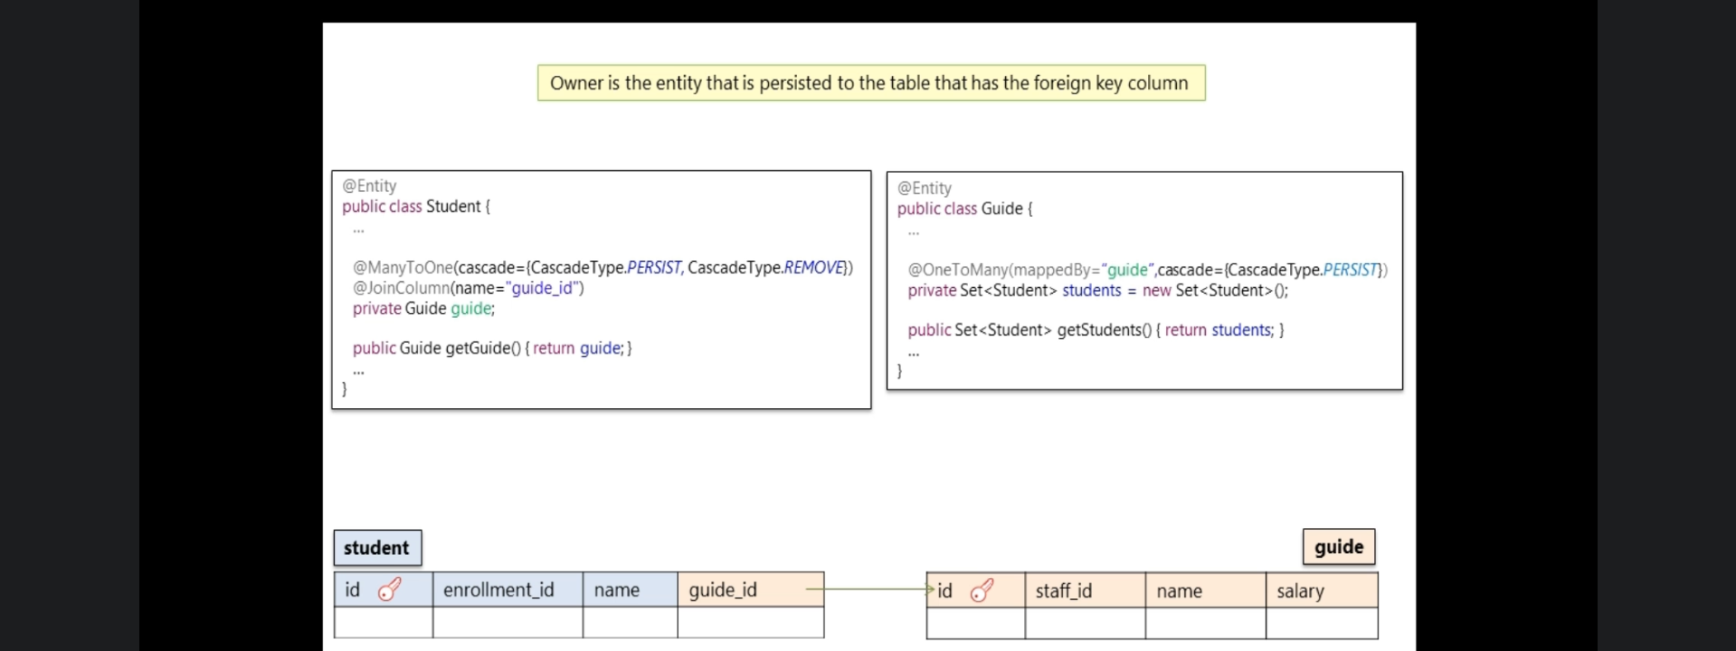 Owner is the entity that is persisted to the table that has the foreign key column
@Entity
public class Student {
...
@ManyToOne(cascade={CascadeType.PERSIST, CascadeType.REMOVE})
@JoinColumn(name="guide_id")
private Guide guide;
public Guide getGuide() { return guide; }
...
}
@Entity
public class Guide {
...
@OneToMany(mappedBy="guide",cascade={CascadeType.PERSIST})
private Set<Student> students = new Set<Student>();
public Set<Student> getStudents() { return students; }
...
}
student
id enrollment_id name guide_id
guide
id staff_id name salary